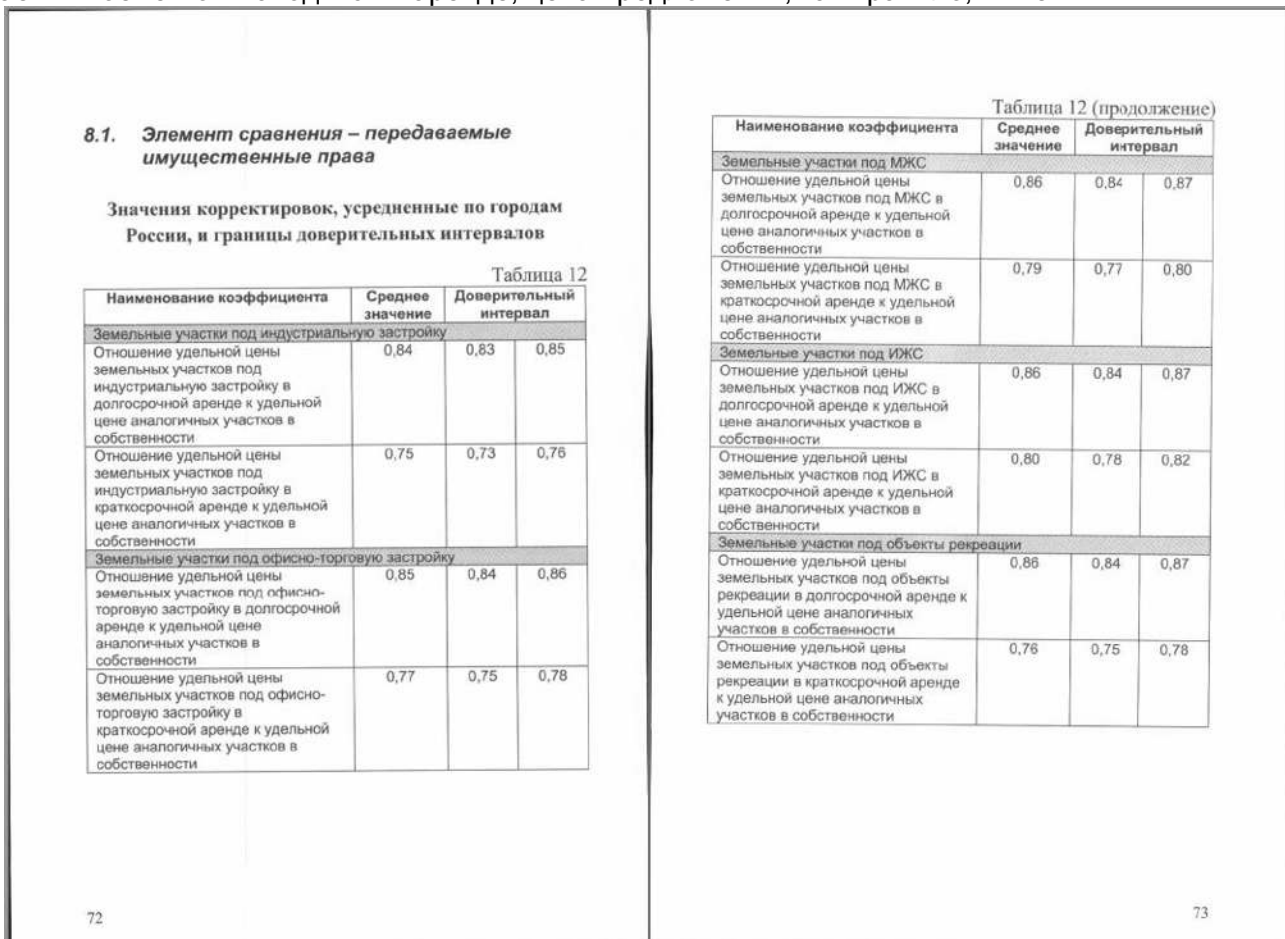 8.1. Элемент сравнения – передаваемые
имущественные права
Значения корректировок, усредненные по городам
России, и границы доверительных интервалов
Таблица 12
Наименование коэффициента Среднее значение Доверительный интервал
Земельные участки под индустриальную застройку
Отношение удельной цены 0,84 0,83 0,85
земельных участков под
индустриальную застройку в
долгосрочной аренде к удельной
цене аналогичных участков в
собственности
Отношение удельной цены 0,75 0,73 0,76
земельных участков под
индустриальную застройку в
краткосрочной аренде к удельной
цене аналогичных участков в
собственности
Земельные участки под офисно-торговую застройку
Отношение удельной цены 0,85 0,84 0,86
земельных участков под офисно-
торговую застройку в долгосрочной
аренде к удельной цене
аналогичных участков в
собственности
Отношение удельной цены 0,77 0,75 0,78
земельных участков под офисно-
торговую застройку в
краткосрочной аренде к удельной
цене аналогичных участков в
собственности
72
Таблица 12 (продолжение)
Наименование коэффициента Среднее значение Доверительный интервал
Земельные участки под МЖС
Отношение удельной цены 0,86 0,84 0,87
земельных участков под МЖС в
долгосрочной аренде к удельной
цене аналогичных участков в
собственности
Отношение удельной цены 0,79 0,77 0,80
земельных участков под МЖС в
краткосрочной аренде к удельной
цене аналогичных участков в
собственности
Земельные участки под ИЖС
Отношение удельной цены 0,86 0,84 0,87
земельных участков под ИЖС в
долгосрочной аренде к удельной
цене аналогичных участков в
собственности
Отношение удельной цены 0,80 0,78 0,82
земельных участков под ИЖС в
краткосрочной аренде к удельной
цене аналогичных участков в
собственности
Земельные участки под объекты рекреации
Отношение удельной цены 0,86 0,84 0,87
земельных участков под объекты
рекреации в долгосрочной аренде к
удельной цене аналогичных
участков в собственности
Отношение удельной цены 0,76 0,75 0,78
земельных участков под объекты
рекреации в краткосрочной аренде
к удельной цене аналогичных
участков в собственности
73